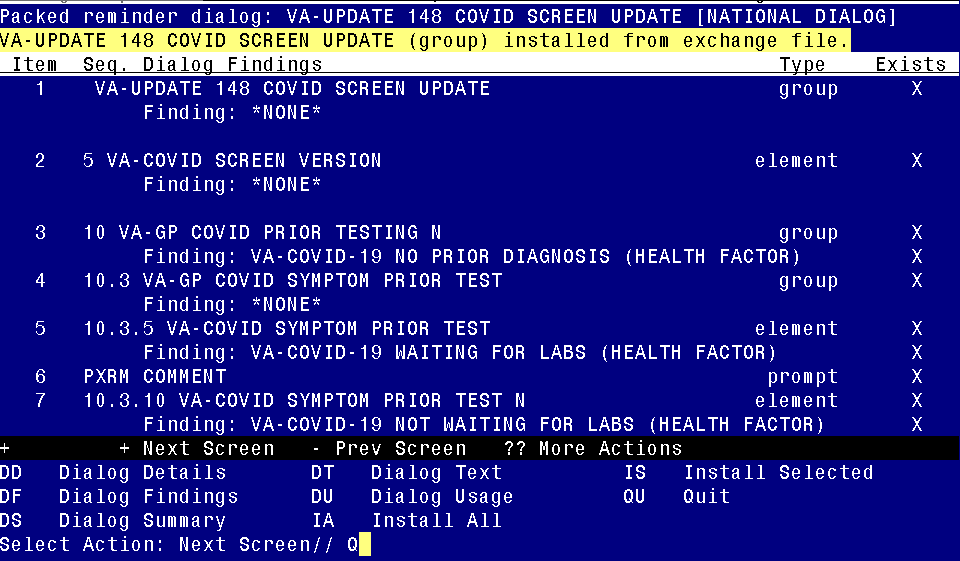 Packed reminder dialog: VA-UPDATE 148 COVID SCREEN UPDATE [NATIONAL DIALOG]
VA-UPDATE 148 COVID SCREEN UPDATE (group) installed from exchange file.
Item Seq. Dialog Findings Type Exists
1 VA-UPDATE 148 COVID SCREEN UPDATE group X
Finding: *NONE*
2 5 VA-COVID SCREEN VERSION element X
Finding: *NONE*
3 10 VA-GP COVID PRIOR TESTING N group X
Finding: VA-COVID-19 NO PRIOR DIAGNOSIS (HEALTH FACTOR) X
4 10.3 VA-GP COVID SYMPTOM PRIOR TEST group X
Finding: *NONE*
5 10.3.5 VA-COVID SYMPTOM PRIOR TEST element X
Finding: VA-COVID-19 WAITING FOR LABS (HEALTH FACTOR) X
6 PXRM COMMENT prompt X
7 10.3.10 VA-COVID SYMPTOM PRIOR TEST N element X
Finding: VA-COVID-19 NOT WAITING FOR LABS (HEALTH FACTOR) X
+ + Next Screen - Prev Screen ?? More Actions
DD Dialog Details DT Dialog Text IS Install Selected
DF Dialog Findings DU Dialog Usage QU Quit
DS Dialog Summary IA Install All
Select Action: Next Screen// Q